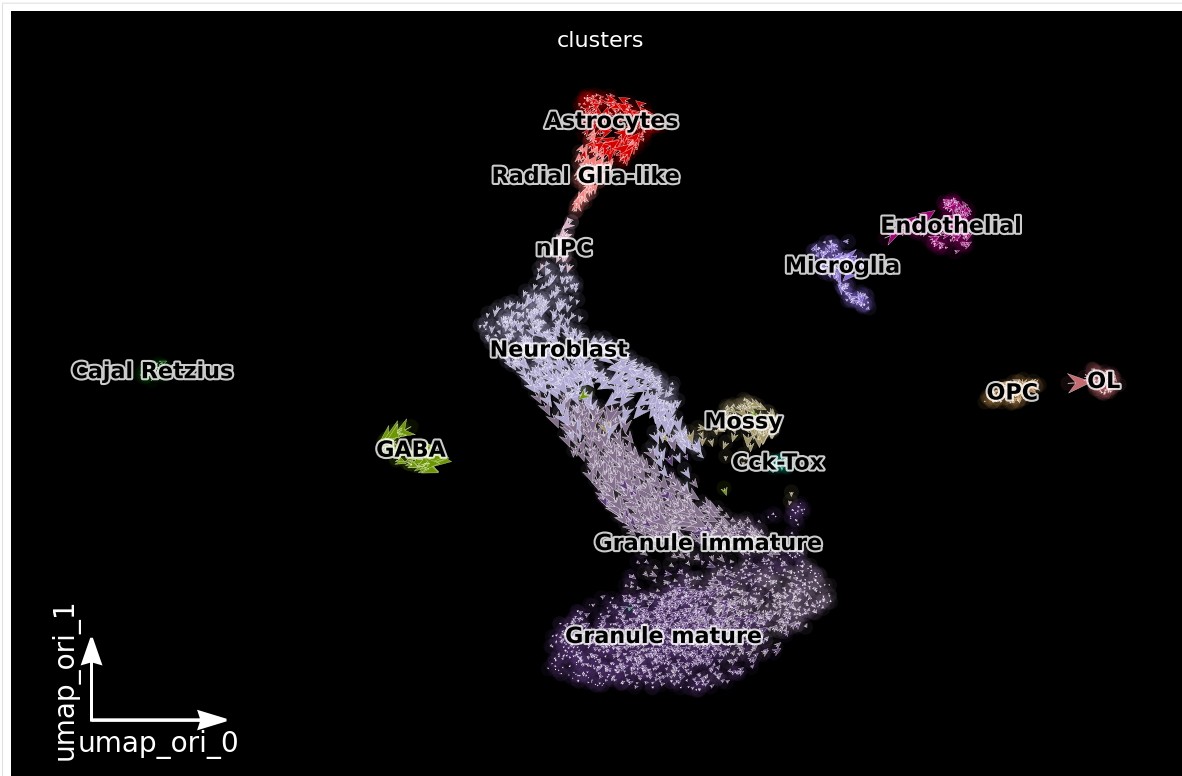 clusters
Astrocytes
Radial Glia-like
Endothelial
nIPC
Microglia
Neuroblast
Cajal Retzius
OL
OPC
Mossy
GABA
Cck-Tox
Granule immature
Granule mature
umap_ori_1
umap_ori_0